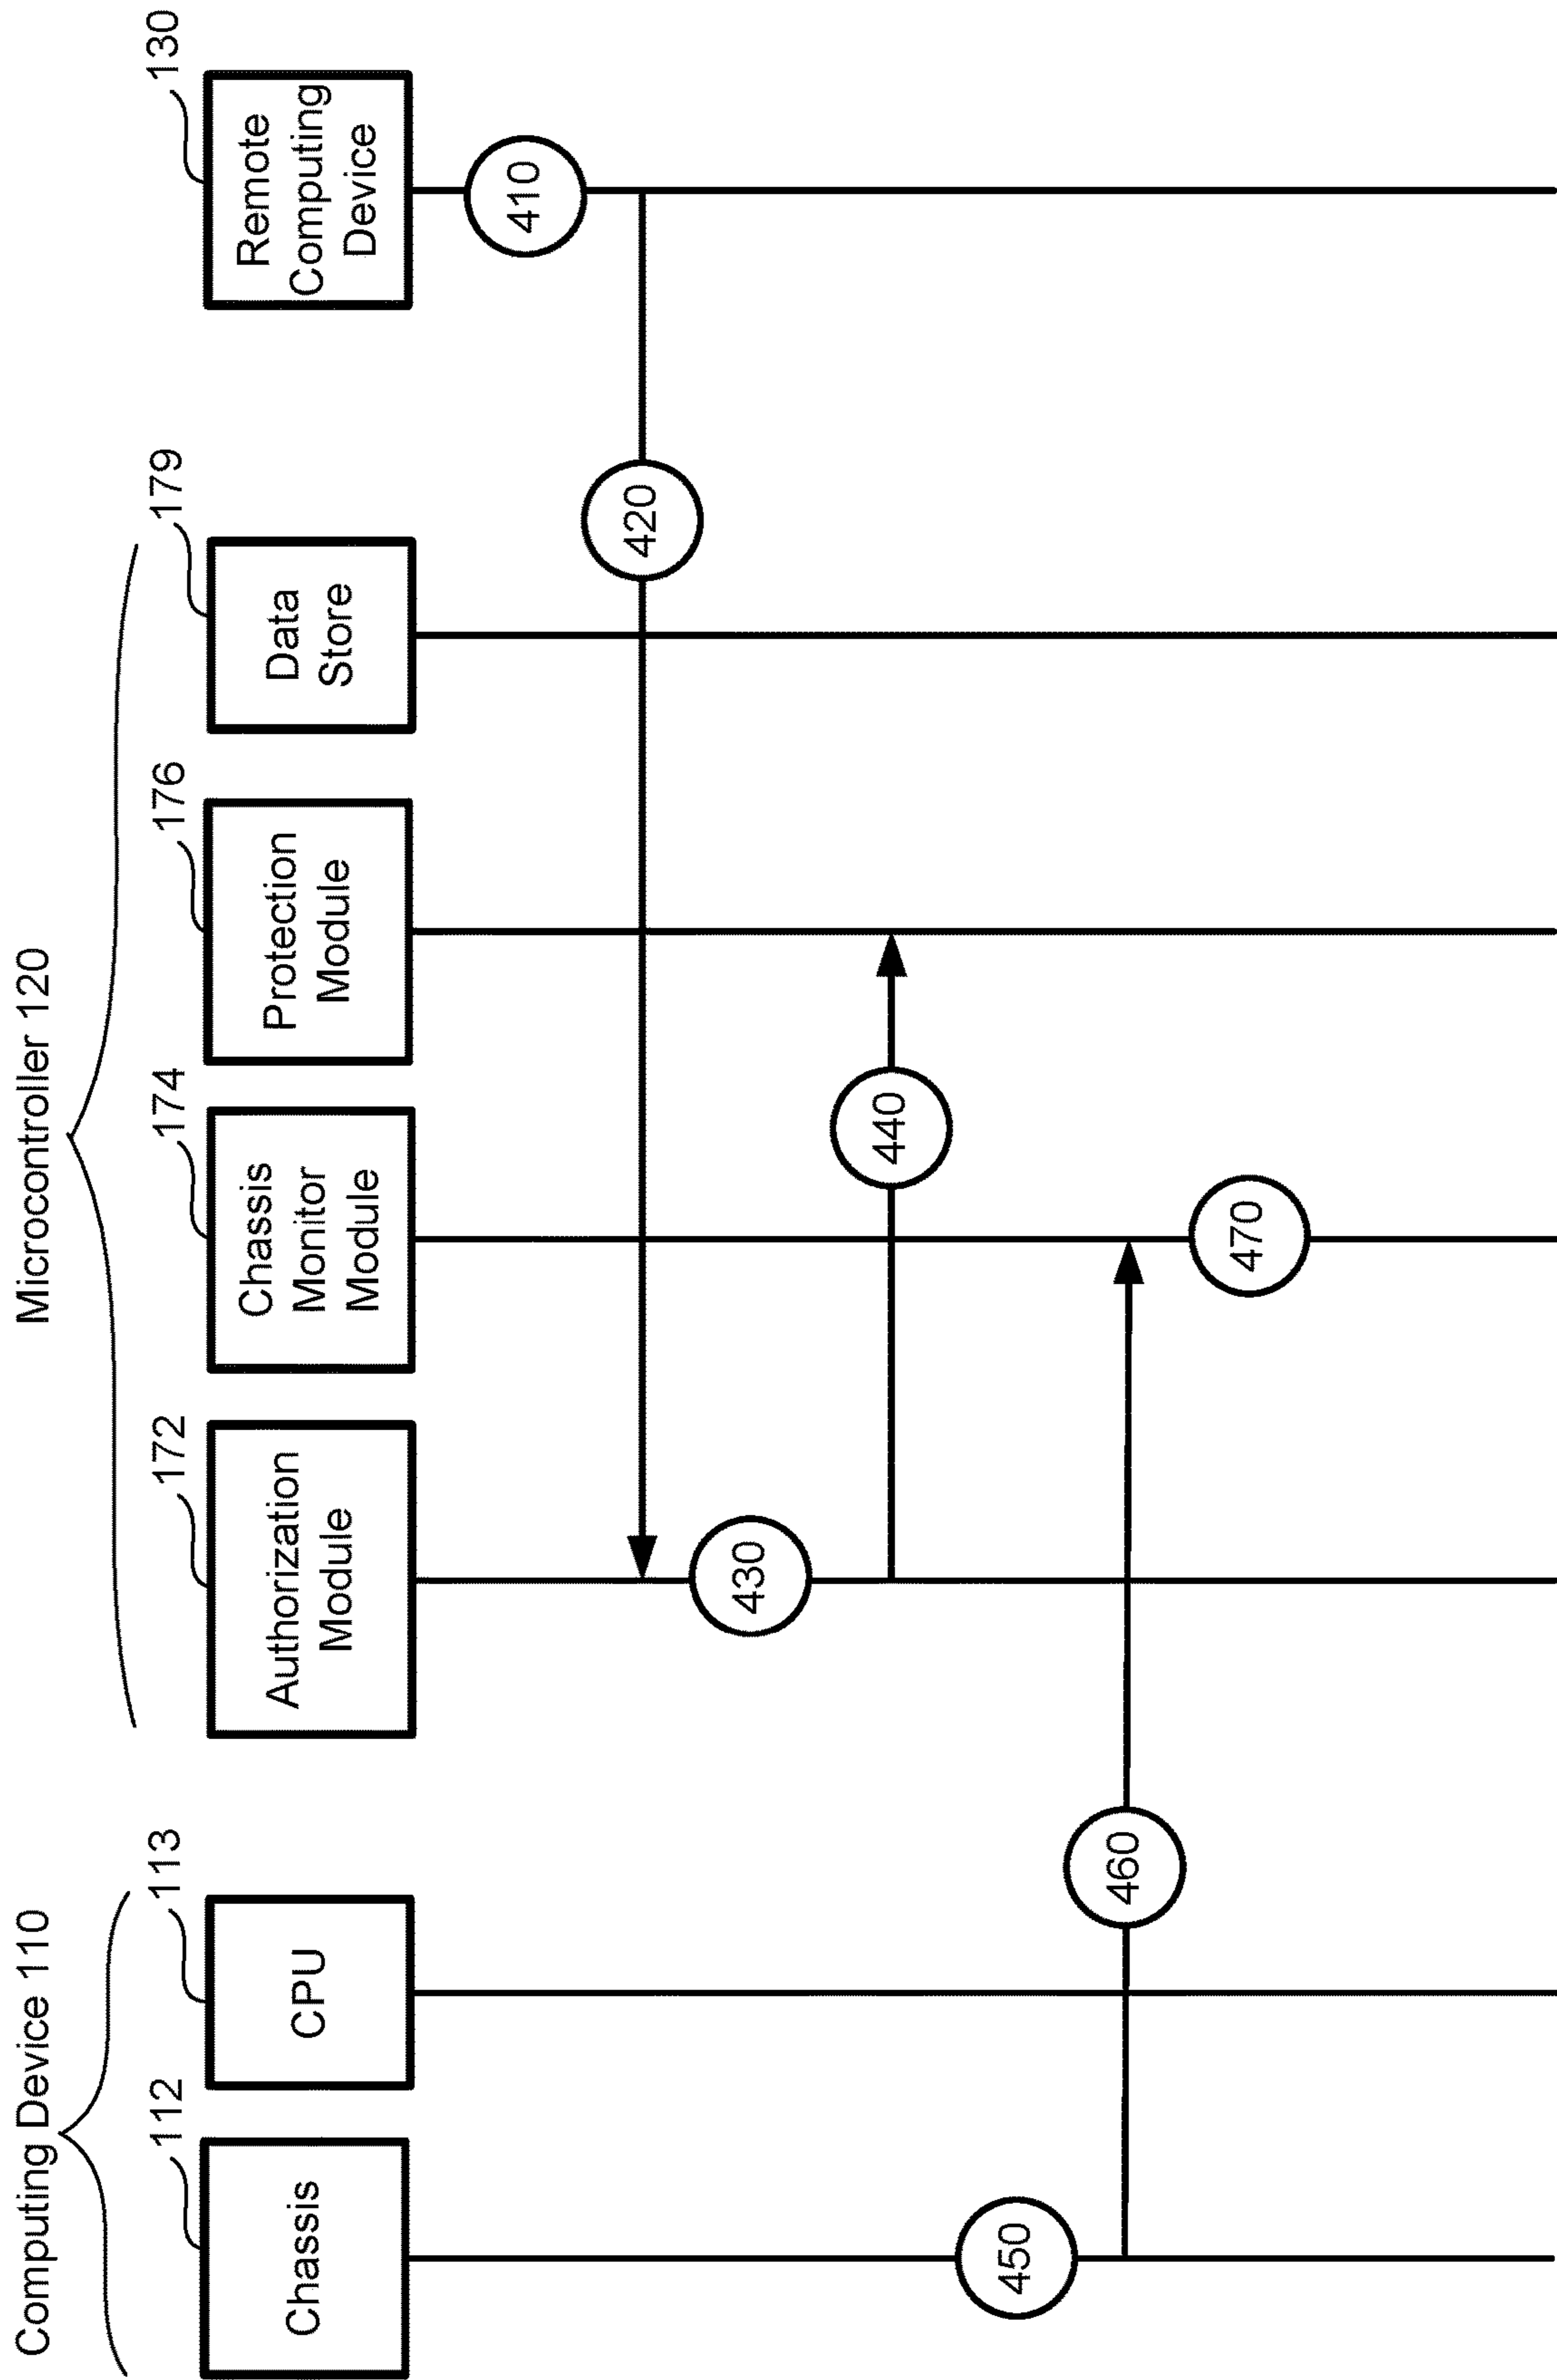 Computing Device 110
Microcontroller 120
112
113
172
174
176
179
130
Chassis
CPU
Authorization
Module
Chassis
Monitor
Module
Protection
Module
Data
Store
Remote
Computing
Device
410
420
430
440
450
460
470